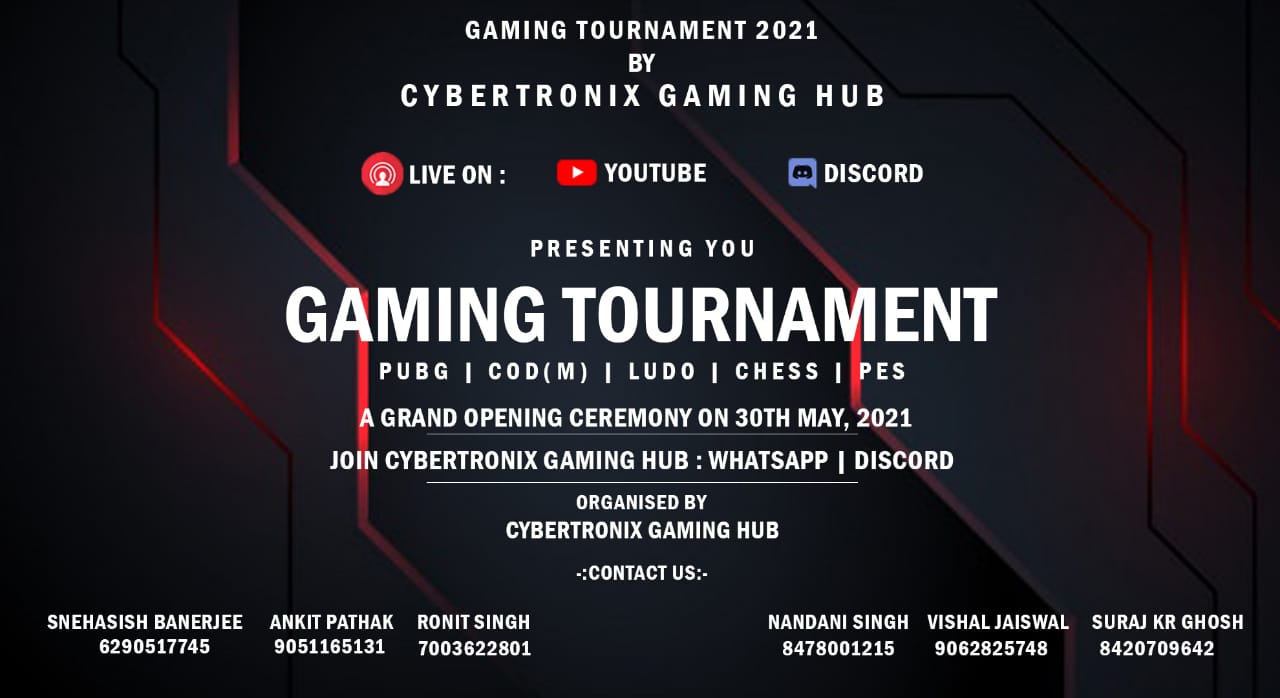 GAMING TOURNAMENT 2021
BY
CYBERTRONIX GAMING HUB
LIVE ON : YOUTUBE DISCORD
PRESENTING YOU
GAMING TOURNAMENT
PUBG | COD(M) | LUDO | CHESS | PES
A GRAND OPENING CEREMONY ON 30TH MAY, 2021
JOIN CYBERTRONIX GAMING HUB : WHATSAPP | DISCORD
ORGANISED BY
CYBERTRONIX GAMING HUB
-:CONTACT US:-
SNEHASISH BANERJEE ANKIT PATHAK RONIT SINGH NANDANI SINGH VISHAL JAISWAL SURAJ KR GHOSH
6290517745 9051165131 7003622801 8478001215 9062825748 8420709642